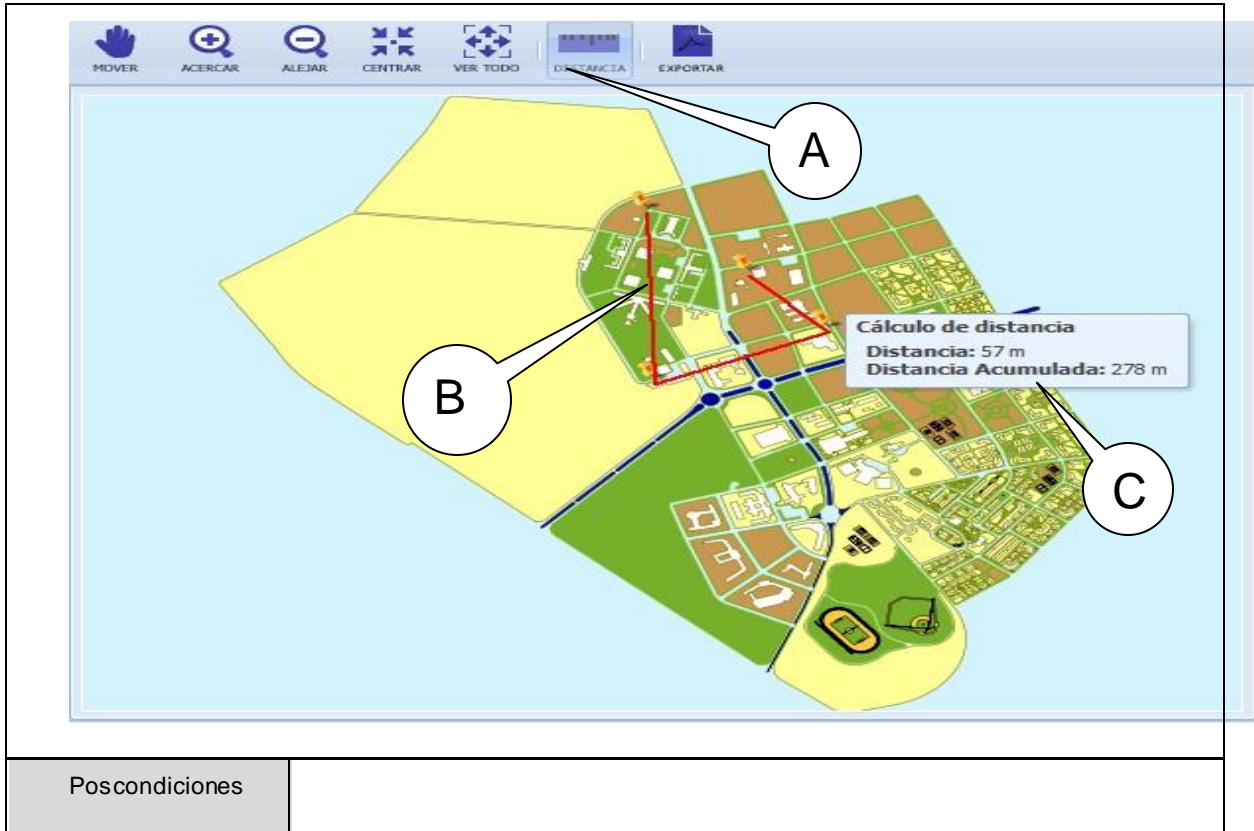 MOVER ACERCAR ALEJAR CENTRAR VER TODO DISTANCIA EXPORTAR
A
B
Cálculo de distancia
Distancia: 57 m
Distancia Acumulada: 278 m
C
Poscondiciones